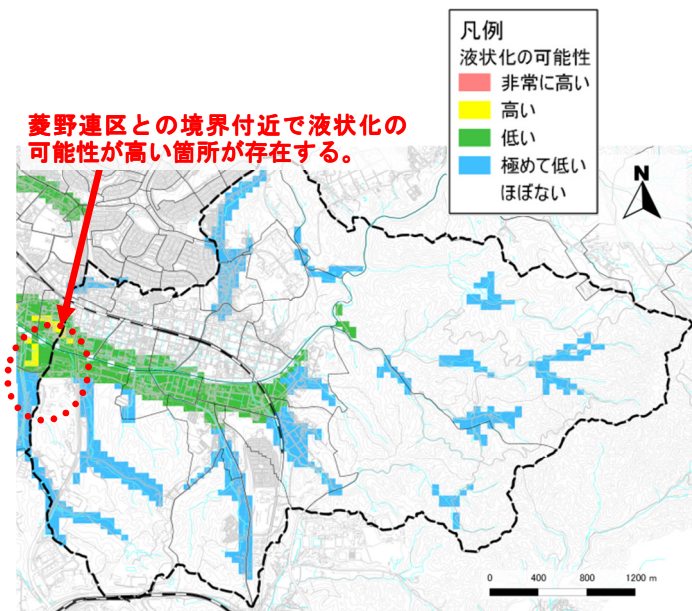 凡例
液状化の可能性
非常に高い
高い
低い
極めて低い
ほぼない
菱野連区との境界付近で液状化の
可能性が高い箇所が存在する。
N
0 400 800 1200 m